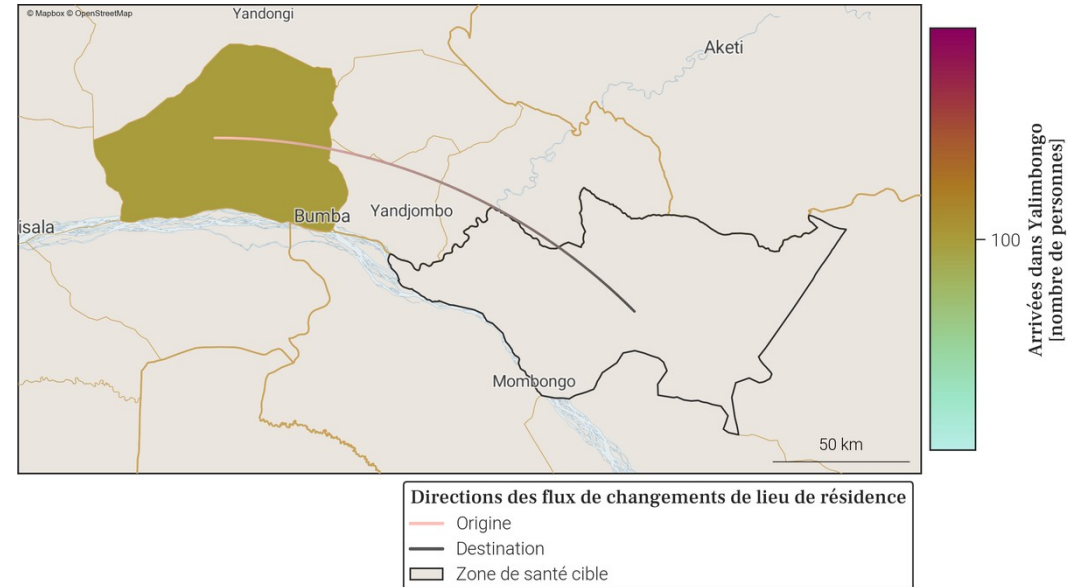 © Mapbox © OpenStreetMap
Yandongi
Aketi
isala
Bumba
Yandjombo
Mombongo
50 km
100
Arrivées dans Yalimbongo
[nombre de personnes]
Directions des flux de changements de lieu de résidence
Origine
Destination
Zone de santé cible